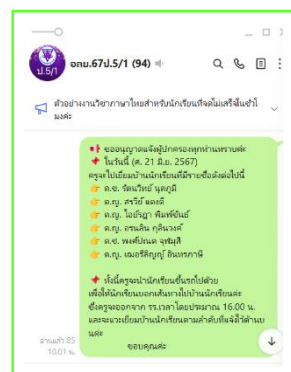 อกม.67ป.5/1 (94)
ป.5/1
ตัวอย่างงานวิชาภาษาไทยสำหรับนักเรียนที่จดไม่เสร็จในชั่วโมงค่ะ
ขออนุญาตแจ้งผู้ปกครองทุกท่านทราบค่ะ
ในวันนี้ (ศ. 21 มิ.ย. 2567)
ครูจะไปเยี่ยมบ้านนักเรียนที่มีรายชื่อดังต่อไปนี้
ด.ช. รัตนวิทย์ นุตภูมิ
ด.ญ. ศรวีย์ แดงดี
ด.ญ. ไอย์รฎา พิมพ์ขันธ์
ด.ญ. อรนลิน กุลีนวงค์
ด.ช. พงศ์ปณต จุฬมุสิ
ด.ญ. เฌอริลิญญ์ อินทรภาษี
ทั้งนี้ครูจะนำนักเรียนขึ้นรถไปด้วย
เพื่อให้นักเรียนบอกเส้นทางไปบ้านนักเรียนค่ะ
ซึ่งครูจะออกจาก รร.เวลาโดยประมาณ 16.00 น.
และจะแวะเยี่ยมบ้านนักเรียนตามลำดับที่แจ้งไว้ด้านบ
นค่ะ
ขอบคุณค่ะ
อ่านแล้ว 85
10.01 น.